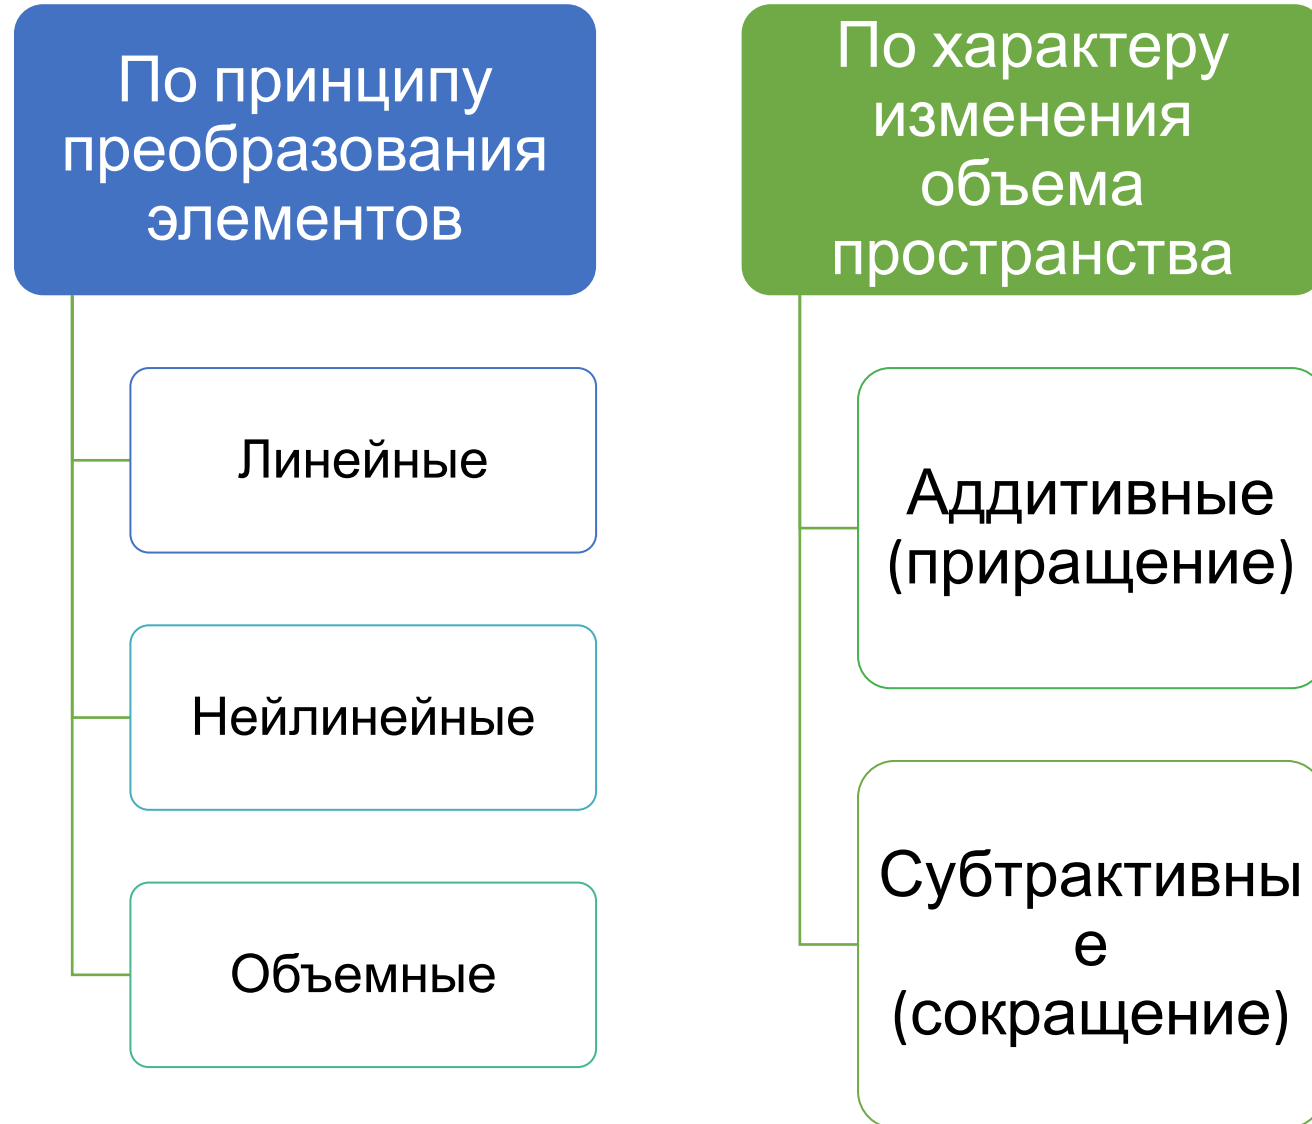 По принципу
преобразования
элементов
Линейные
Нейлинейные
Объемные
По характеру
изменения
объема
пространства
Аддитивные
(приращение)
Субтрактивны
е
(сокращение)